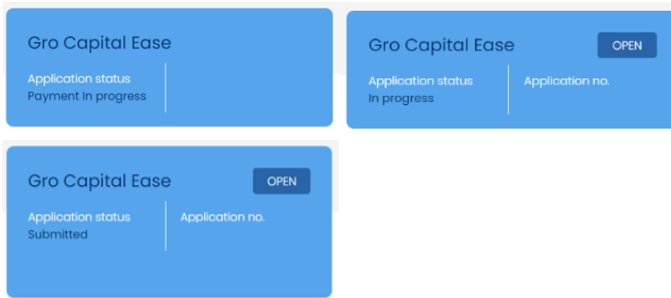 Gro Capital Ease
Application status
Payment In progress
Gro Capital Ease
OPEN
Application status
Application no.
In progress
Gro Capital Ease
OPEN
Application status
Application no.
Submitted